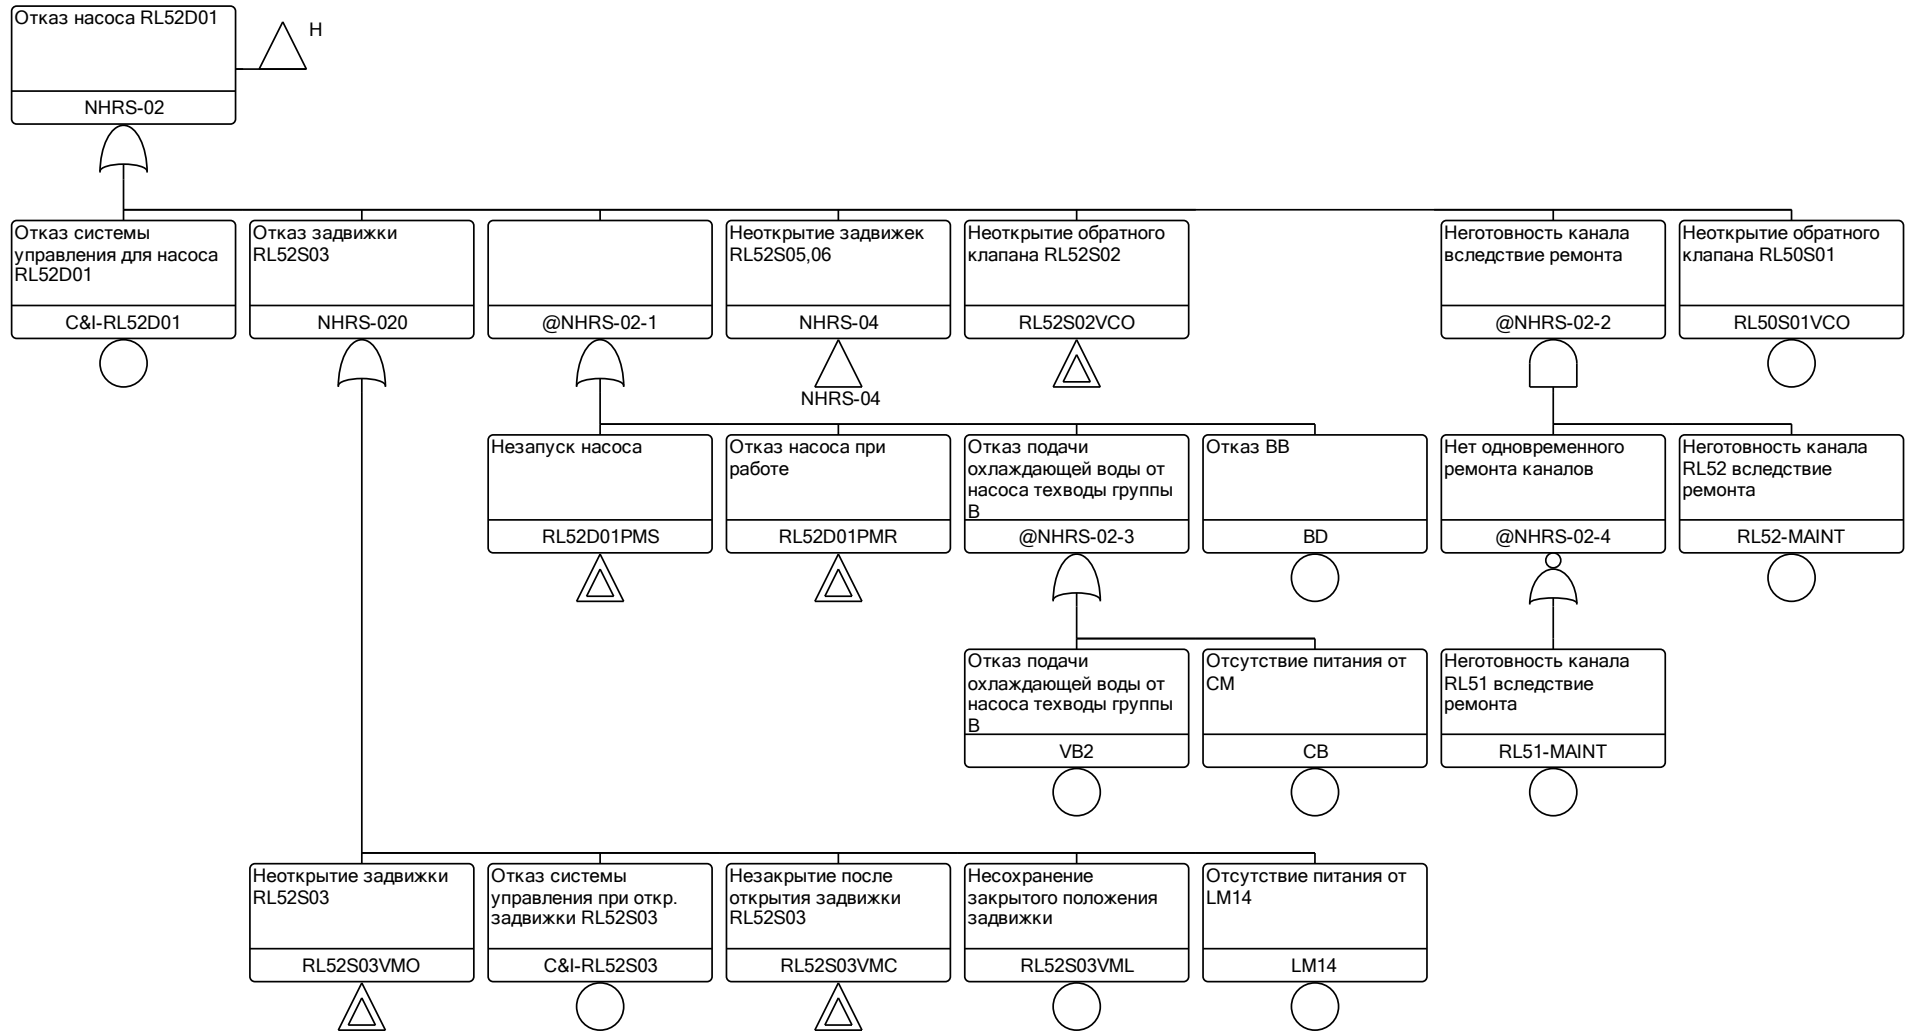 Отказ насоса RL52D01
H
NHRS-02
Отказ системы
управления для насоса
RL52D01
C&I-RL52D01
Отказ задвижки
RL52S03
NHRS-020
@NHRS-02-1
Неоткрытие задвижек
RL52S05,06
NHRS-04
NHRS-04
Неоткрытие обратного
клапана RL52S02
RL52S02VCO
Неготовность канала
вследствие ремонта
@NHRS-02-2
Неоткрытие обратного
клапана RL50S01
RL50S01VCO
Незапуск насоса
RL52D01PMS
Отказ насоса при
работе
RL52D01PMR
Отказ подачи
охлаждающей воды от
насоса техводы группы
В
@NHRS-02-3
Отказ ВВ
BD
Нет одновременного
ремонта каналов
@NHRS-02-4
Неготовность канала
RL52 вследствие
ремонта
RL52-MAINT
Отказ подачи
охлаждающей воды от
насоса техводы группы
В
VB2
Отсутствие питания от
СМ
CB
Неготовность канала
RL51 вследствие
ремонта
RL51-MAINT
Неоткрытие задвижки
RL52S03
RL52S03VMO
Отказ системы
управления при откр.
задвижки RL52S03
C&I-RL52S03
Незакрытие после
открытия задвижки
RL52S03
RL52S03VMC
Несохранение
закрытого положения
задвижки
RL52S03VML
Отсутствие питания от
LM14
LM14